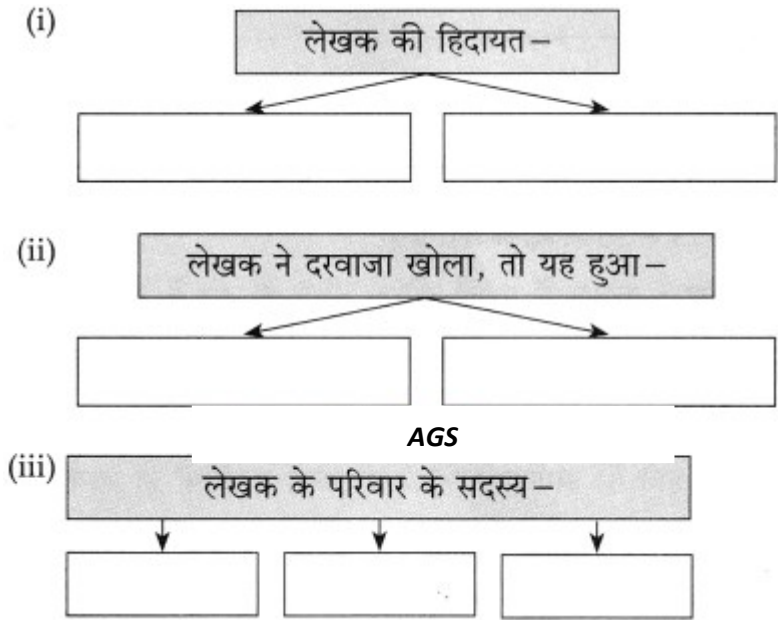 (i)
लेखक की हिदायत–
(ii)
लेखक ने दरवाजा खोला, तो यह हुआ–
AGS
(iii)
लेखक के परिवार के सदस्य–